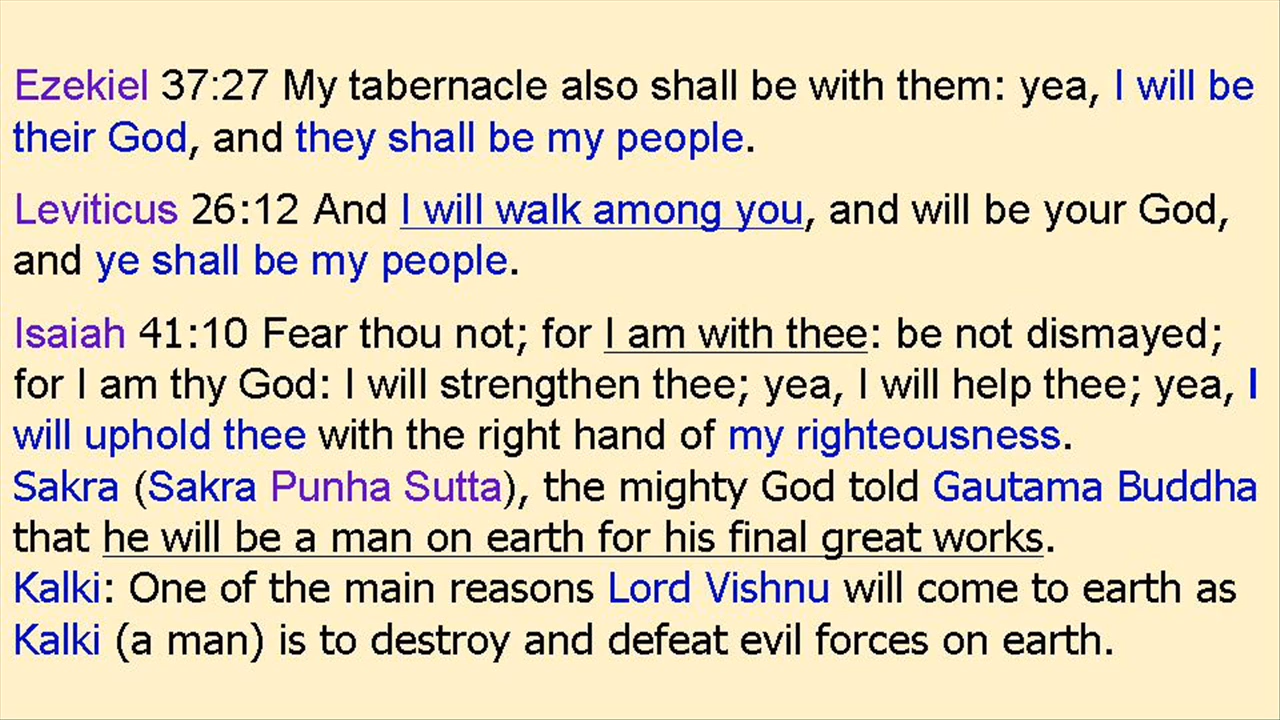 Ezekiel 37:27 My tabernacle also shall be with them: yea, I will be
their God, and they shall be my people.
Leviticus 26:12 And I will walk among you, and will be your God,
and ye shall be my people.
Isaiah 41:10 Fear thou not; for I am with thee: be not dismayed;
for I am thy God: I will strengthen thee; yea, I will help thee; yea, I
will uphold thee with the right hand of my righteousness.
Sakra (Sakra Punha Sutta), the mighty God told Gautama Buddha
that he will be a man on earth for his final great works.
Kalki: One of the main reasons Lord Vishnu will come to earth as
Kalki (a man) is to destroy and defeat evil forces on earth.